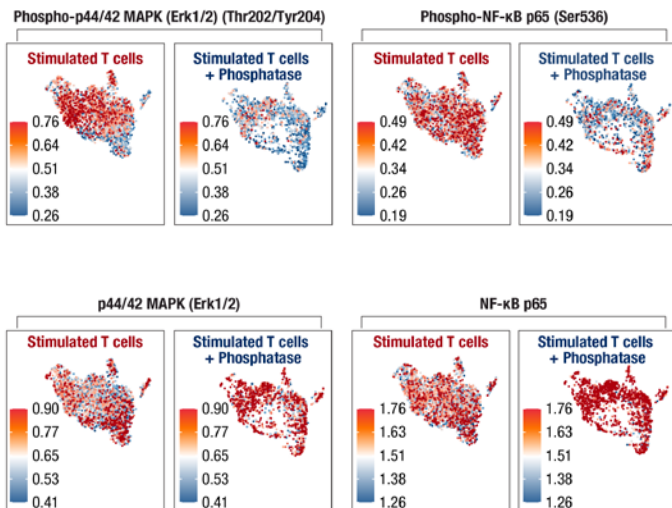 Phospho-p44/42 MAPK (Erk1/2) (Thr202/Tyr204)
Stimulated T cells
0.76
0.64
0.51
0.38
0.26
Stimulated T cells
+ Phosphatase
0.76
0.64
0.51
0.38
0.26
Phospho-NF-κB p65 (Ser536)
Stimulated T cells
0.49
0.42
0.34
0.26
0.19
Stimulated T cells
+ Phosphatase
0.49
0.42
0.34
0.26
0.19
p44/42 MAPK (Erk1/2)
Stimulated T cells
0.90
0.77
0.65
0.53
0.41
Stimulated T cells
+ Phosphatase
0.90
0.77
0.65
0.53
0.41
NF-κB p65
Stimulated T cells
1.76
1.63
1.51
1.38
1.26
Stimulated T cells
+ Phosphatase
1.76
1.63
1.51
1.38
1.26